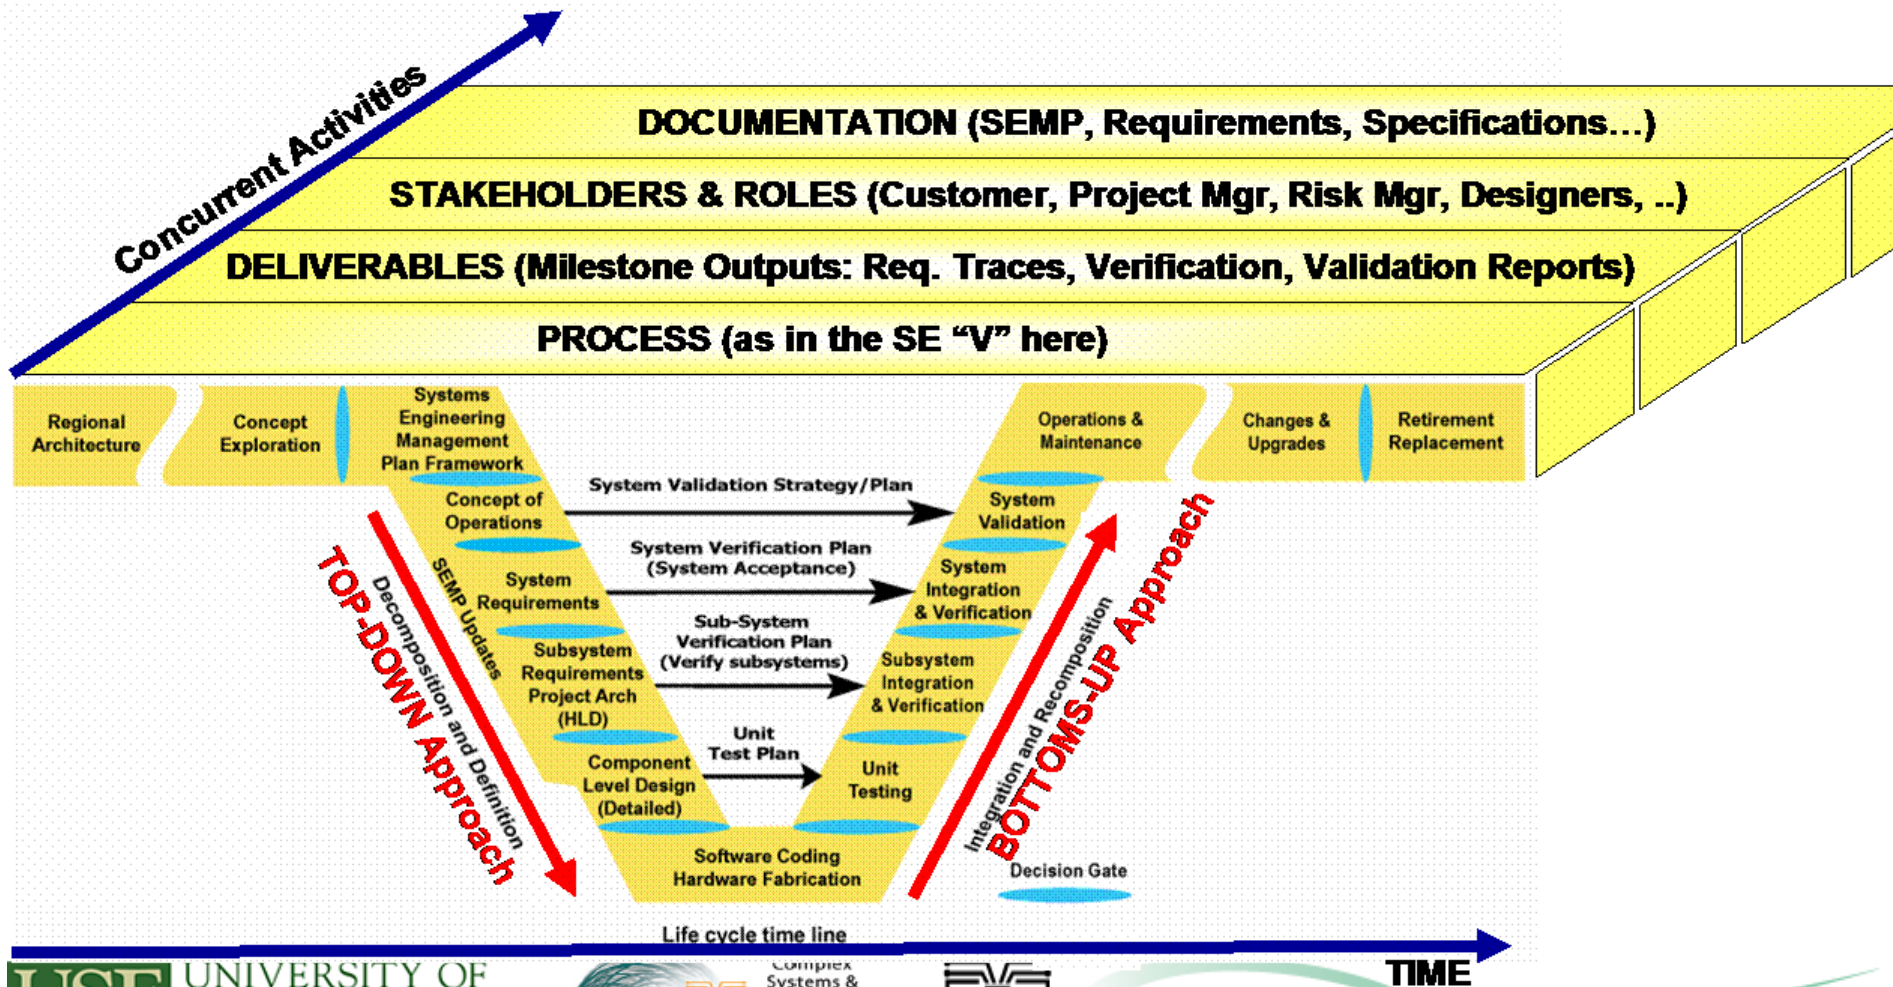 Concurrent Activities
DOCUMENTATION (SEMP, Requirements, Specifications...)
STAKEHOLDERS & ROLES (Customer, Project Mgr, Risk Mgr, Designers, ..)
DELIVERABLES (Milestone Outputs: Req. Traces, Verification, Validation Reports)
PROCESS (as in the SE “V” here)
Regional
Architecture
Concept
Exploration
Systems
Engineering
Management
Plan Framework
Operations &
Maintenance
Changes &
Upgrades
Retirement
Replacement
Concept of
Operations
System Validation Strategy/Plan
System
Validation
System
Requirements
System Verification Plan
(System Acceptance)
System
Integration
& Verification
Subsystem
Requirements
Project Arch
(HLD)
Sub-System
Verification Plan
(Verify subsystems)
Subsystem
Integration
& Verification
Component
Level Design
(Detailed)
Unit
Test Plan
Unit
Testing
SEMP Updates
Decomposition and Definition
TOP-DOWN Approach
Integration and Recomposition
BOTTOMS-UP Approach
Software Coding
Hardware Fabrication
Decision Gate
Life cycle time line
TIME
UNIVERSITY OF
Complex
Systems &